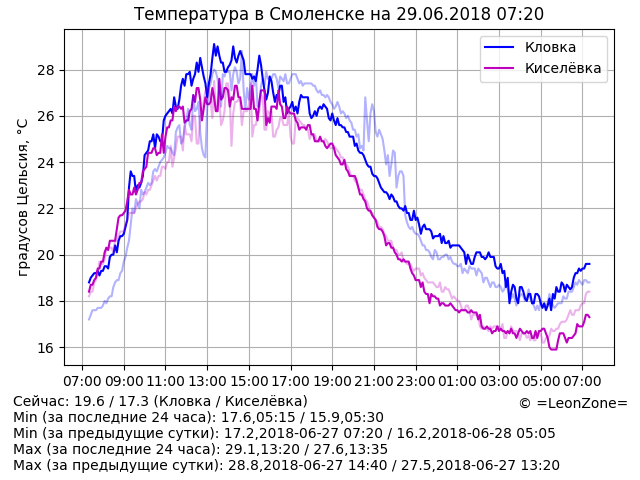 Температура в Смоленске на 29.06.2018 07:20
Кловка
Киселёвка
градусов Цельсия, °C
28
26
24
22
20
18
16
07:00 09:00 11:00 13:00 15:00 17:00 19:00 21:00 23:00 01:00 03:00 05:00 07:00
Сейчас: 19.6 / 17.3 (Кловка / Киселёвка)
© =LeonZone=
Min (за последние 24 часа): 17.6,05:15 / 15.9,05:30
Min (за предыдущие сутки): 17.2,2018-06-27 07:20 / 16.2,2018-06-28 05:05
Max (за последние 24 часа): 29.1,13:20 / 27.6,13:35
Max (за предыдущие сутки): 28.8,2018-06-27 14:40 / 27.5,2018-06-27 13:20